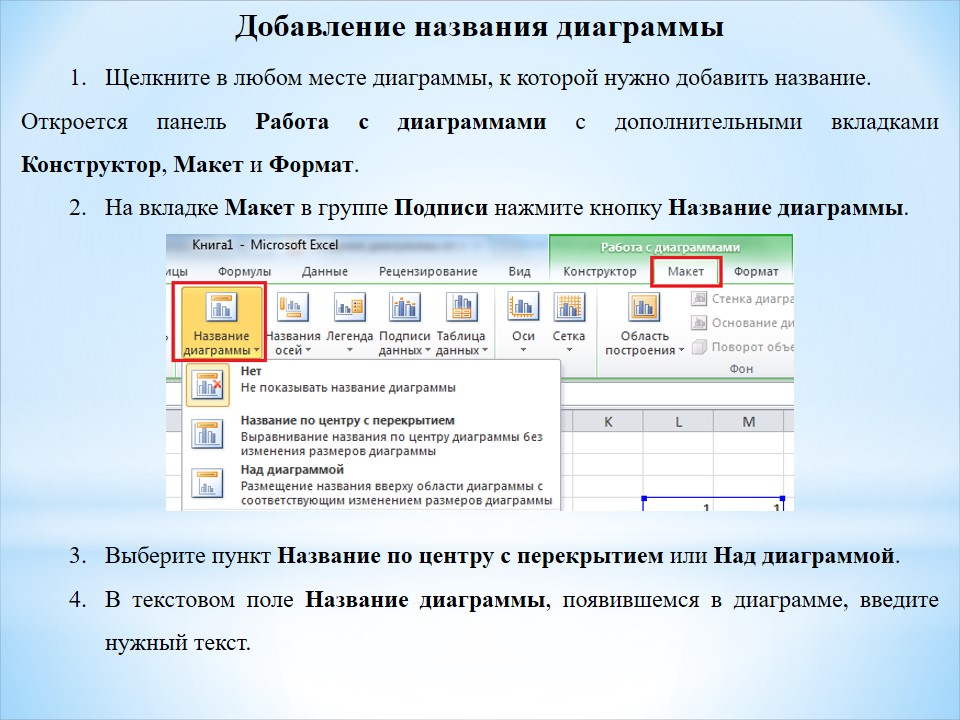 Добавление названия диаграммы
1. Щелкните в любом месте диаграммы, к которой нужно добавить название.
Откроется панель Работа с диаграммами с дополнительными вкладками
Конструктор, Макет и Формат.
2. На вкладке Макет в группе Подписи нажмите кнопку Название диаграммы.
Книга1 - Microsoft Excel
Работа с диаграммами
ицы Формулы Данные Рецензирование Вид Конструктор Макет Формат
Название диаграммы
Названия осей
Легенда
Подписи данных
Таблица данных
Оси
Сетка
Область построения
Стенка диагра
Основание ди
Поворот объе
Фон
Нет
Не показывать название диаграммы
Название по центру с перекрытием
Выравнивание названия по центру диаграммы без
изменения размеров диаграммы
Над диаграммой
Размещение названия вверху области диаграммы с
соответствующим изменением размеров диаграммы
K L M
1 1
3. Выберите пункт Название по центру с перекрытием или Над диаграммой.
4. В текстовом поле Название диаграммы, появившемся в диаграмме, введите
нужный текст.